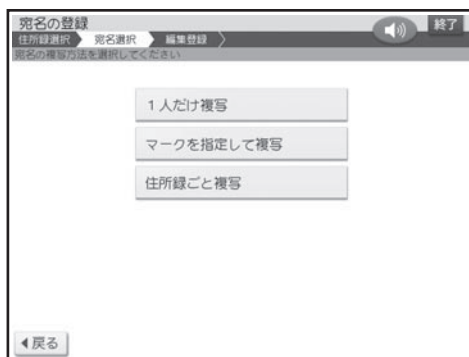 宛名の登録
終了
住所録選択 宛名選択 編集登録
宛名の複写方法を選択してください
1人だけ複写
マークを指定して複写
住所録ごと複写
戻る